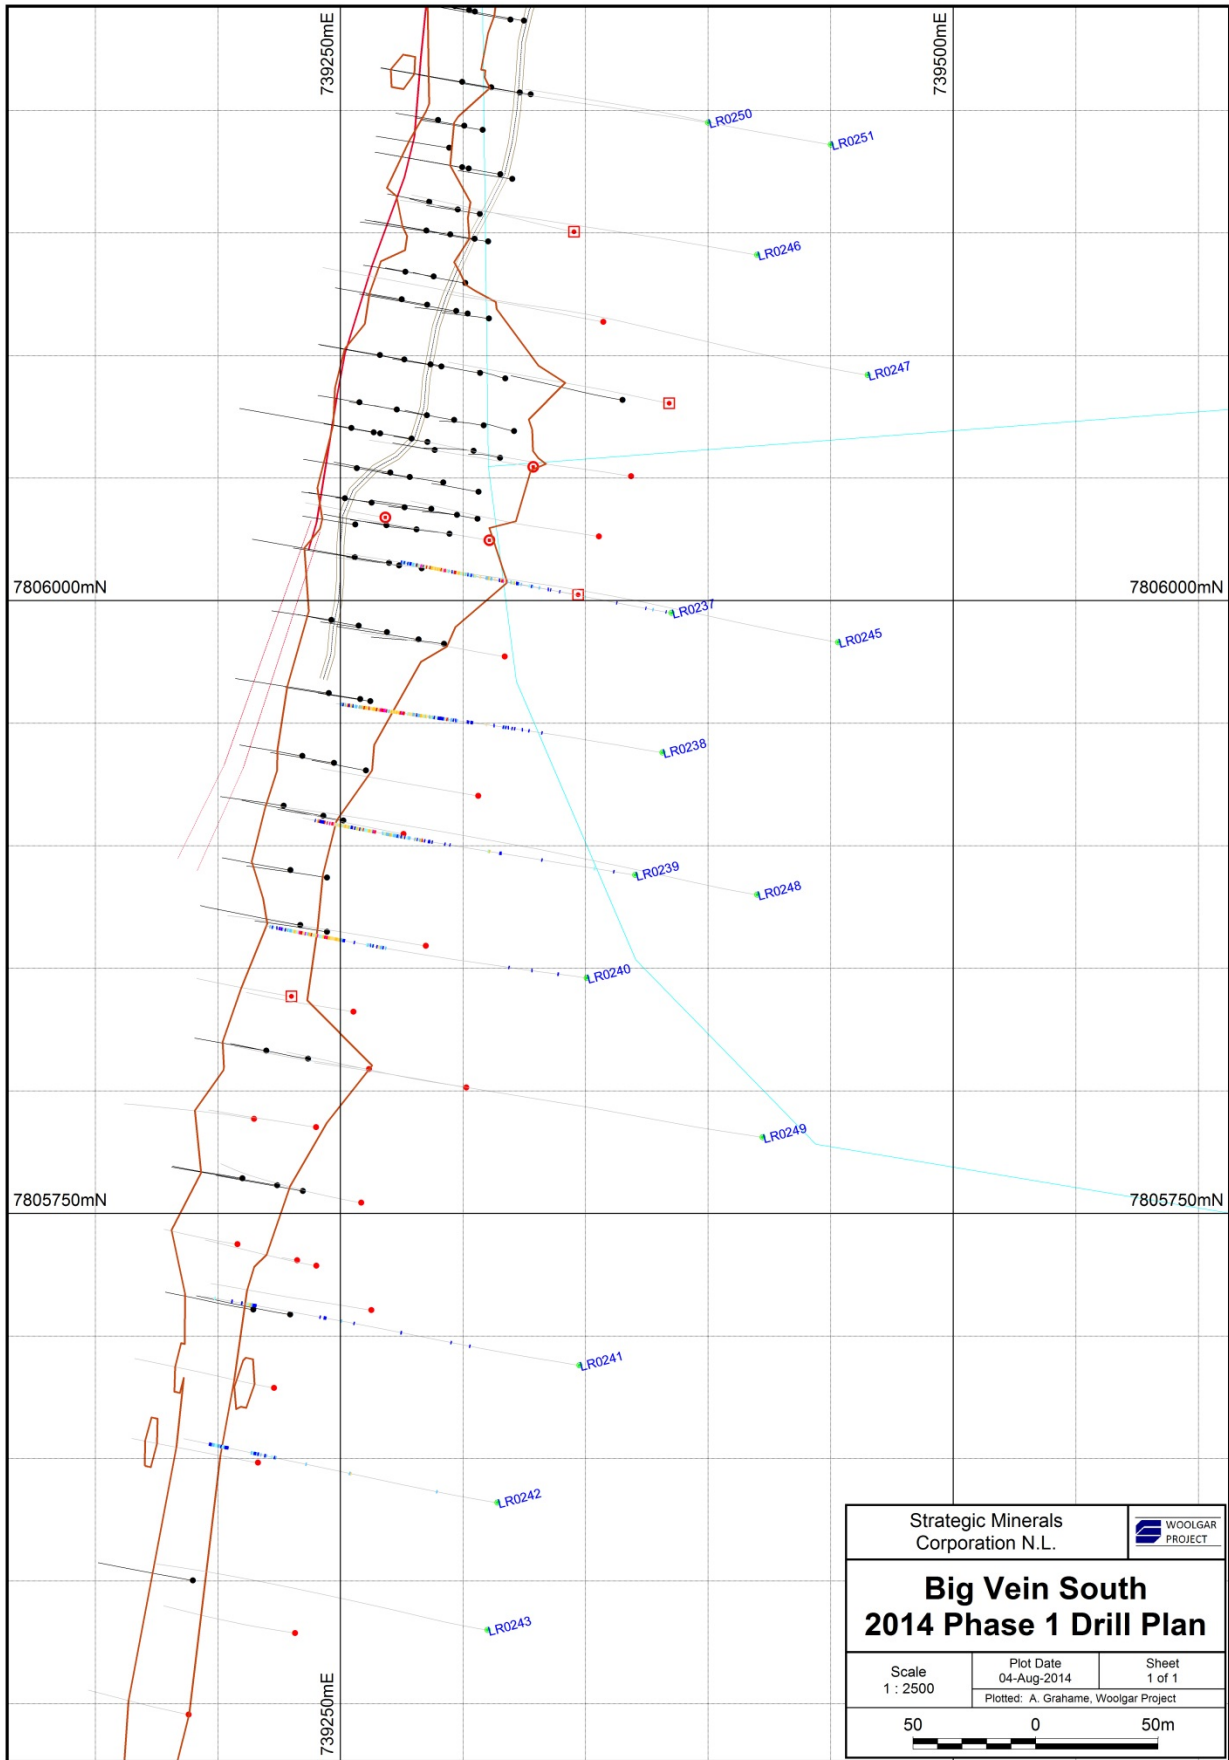 739250mE
739500mE
LR0250
LR0251
LR0246
LR0247
7806000mN
7806000mN
LR0237
LR0245
LR0238
LR0239
LR0248
LR0240
LR0249
7805750mN
7805750mN
LR0241
LR0242
LR0243
739250mE
Strategic Minerals
Corporation N.L.
WOOLGAR
PROJECT
Big Vein South
2014 Phase 1 Drill Plan
Scale
1 : 2500
Plot Date
04-Aug-2014
Sheet
1 of 1
Plotted: A. Grahame, Woolgar Project
50 0 50m